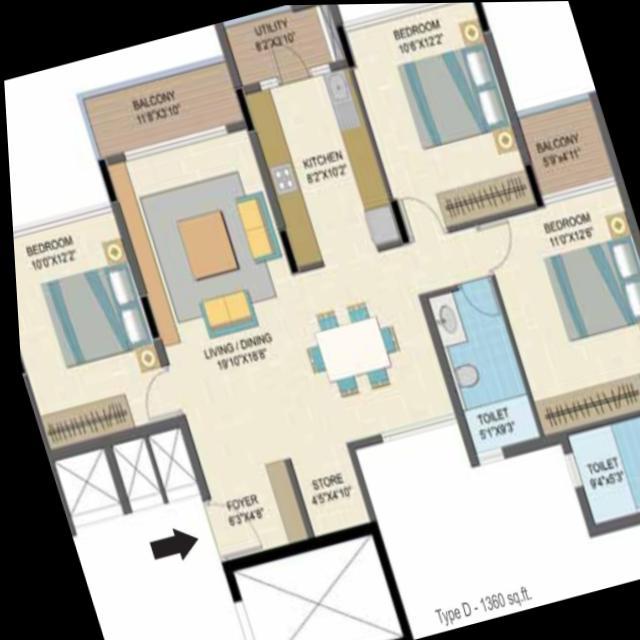 UTILITY
8'2"X3'10"
BEDROOM
10'6"X12'2"
BALCONY
11'6"X3'10"
KITCHEN
8'2"X10'2"
BALCONY
5'9"x4'11"
BEDROOM
10'0"X12'2"
BEDROOM
11'0"X12'6"
LIVING / DINING
19'10"X18'8"
TOILET
5'1"X9'3"
STORE
4'5"X4'10"
FOYER
6'3"X4'8"
TOILET
9'4"x5'3"
Type D - 1360 sq.ft.